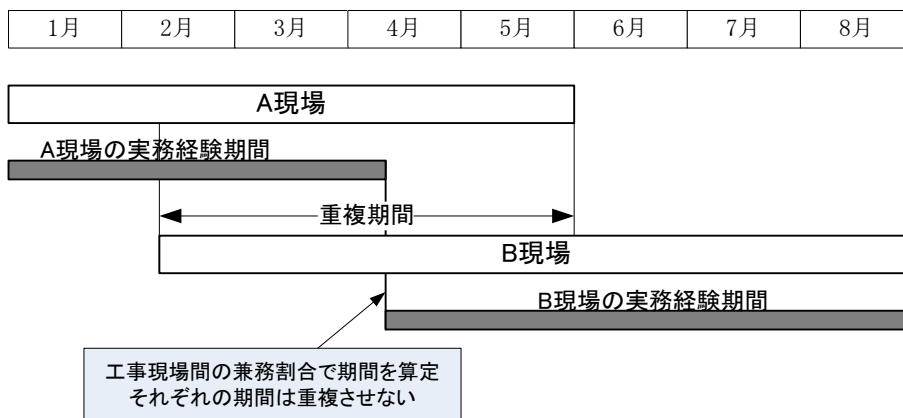 1月 2月 3月 4月 5月 6月 7月 8月
A現場
A現場の実務経験期間
重複期間
B現場
B現場の実務経験期間
工事現場間の兼務割合で期間を算定
それぞれの期間は重複させない